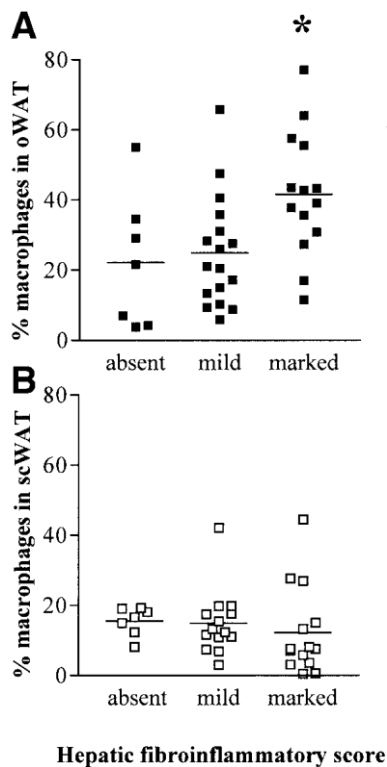 A
*
% macrophages in oWAT
80
60
40
20
0
absent mild marked
B
% macrophages in scWAT
80
60
40
20
0
absent mild marked
Hepatic fibroinflammatory score